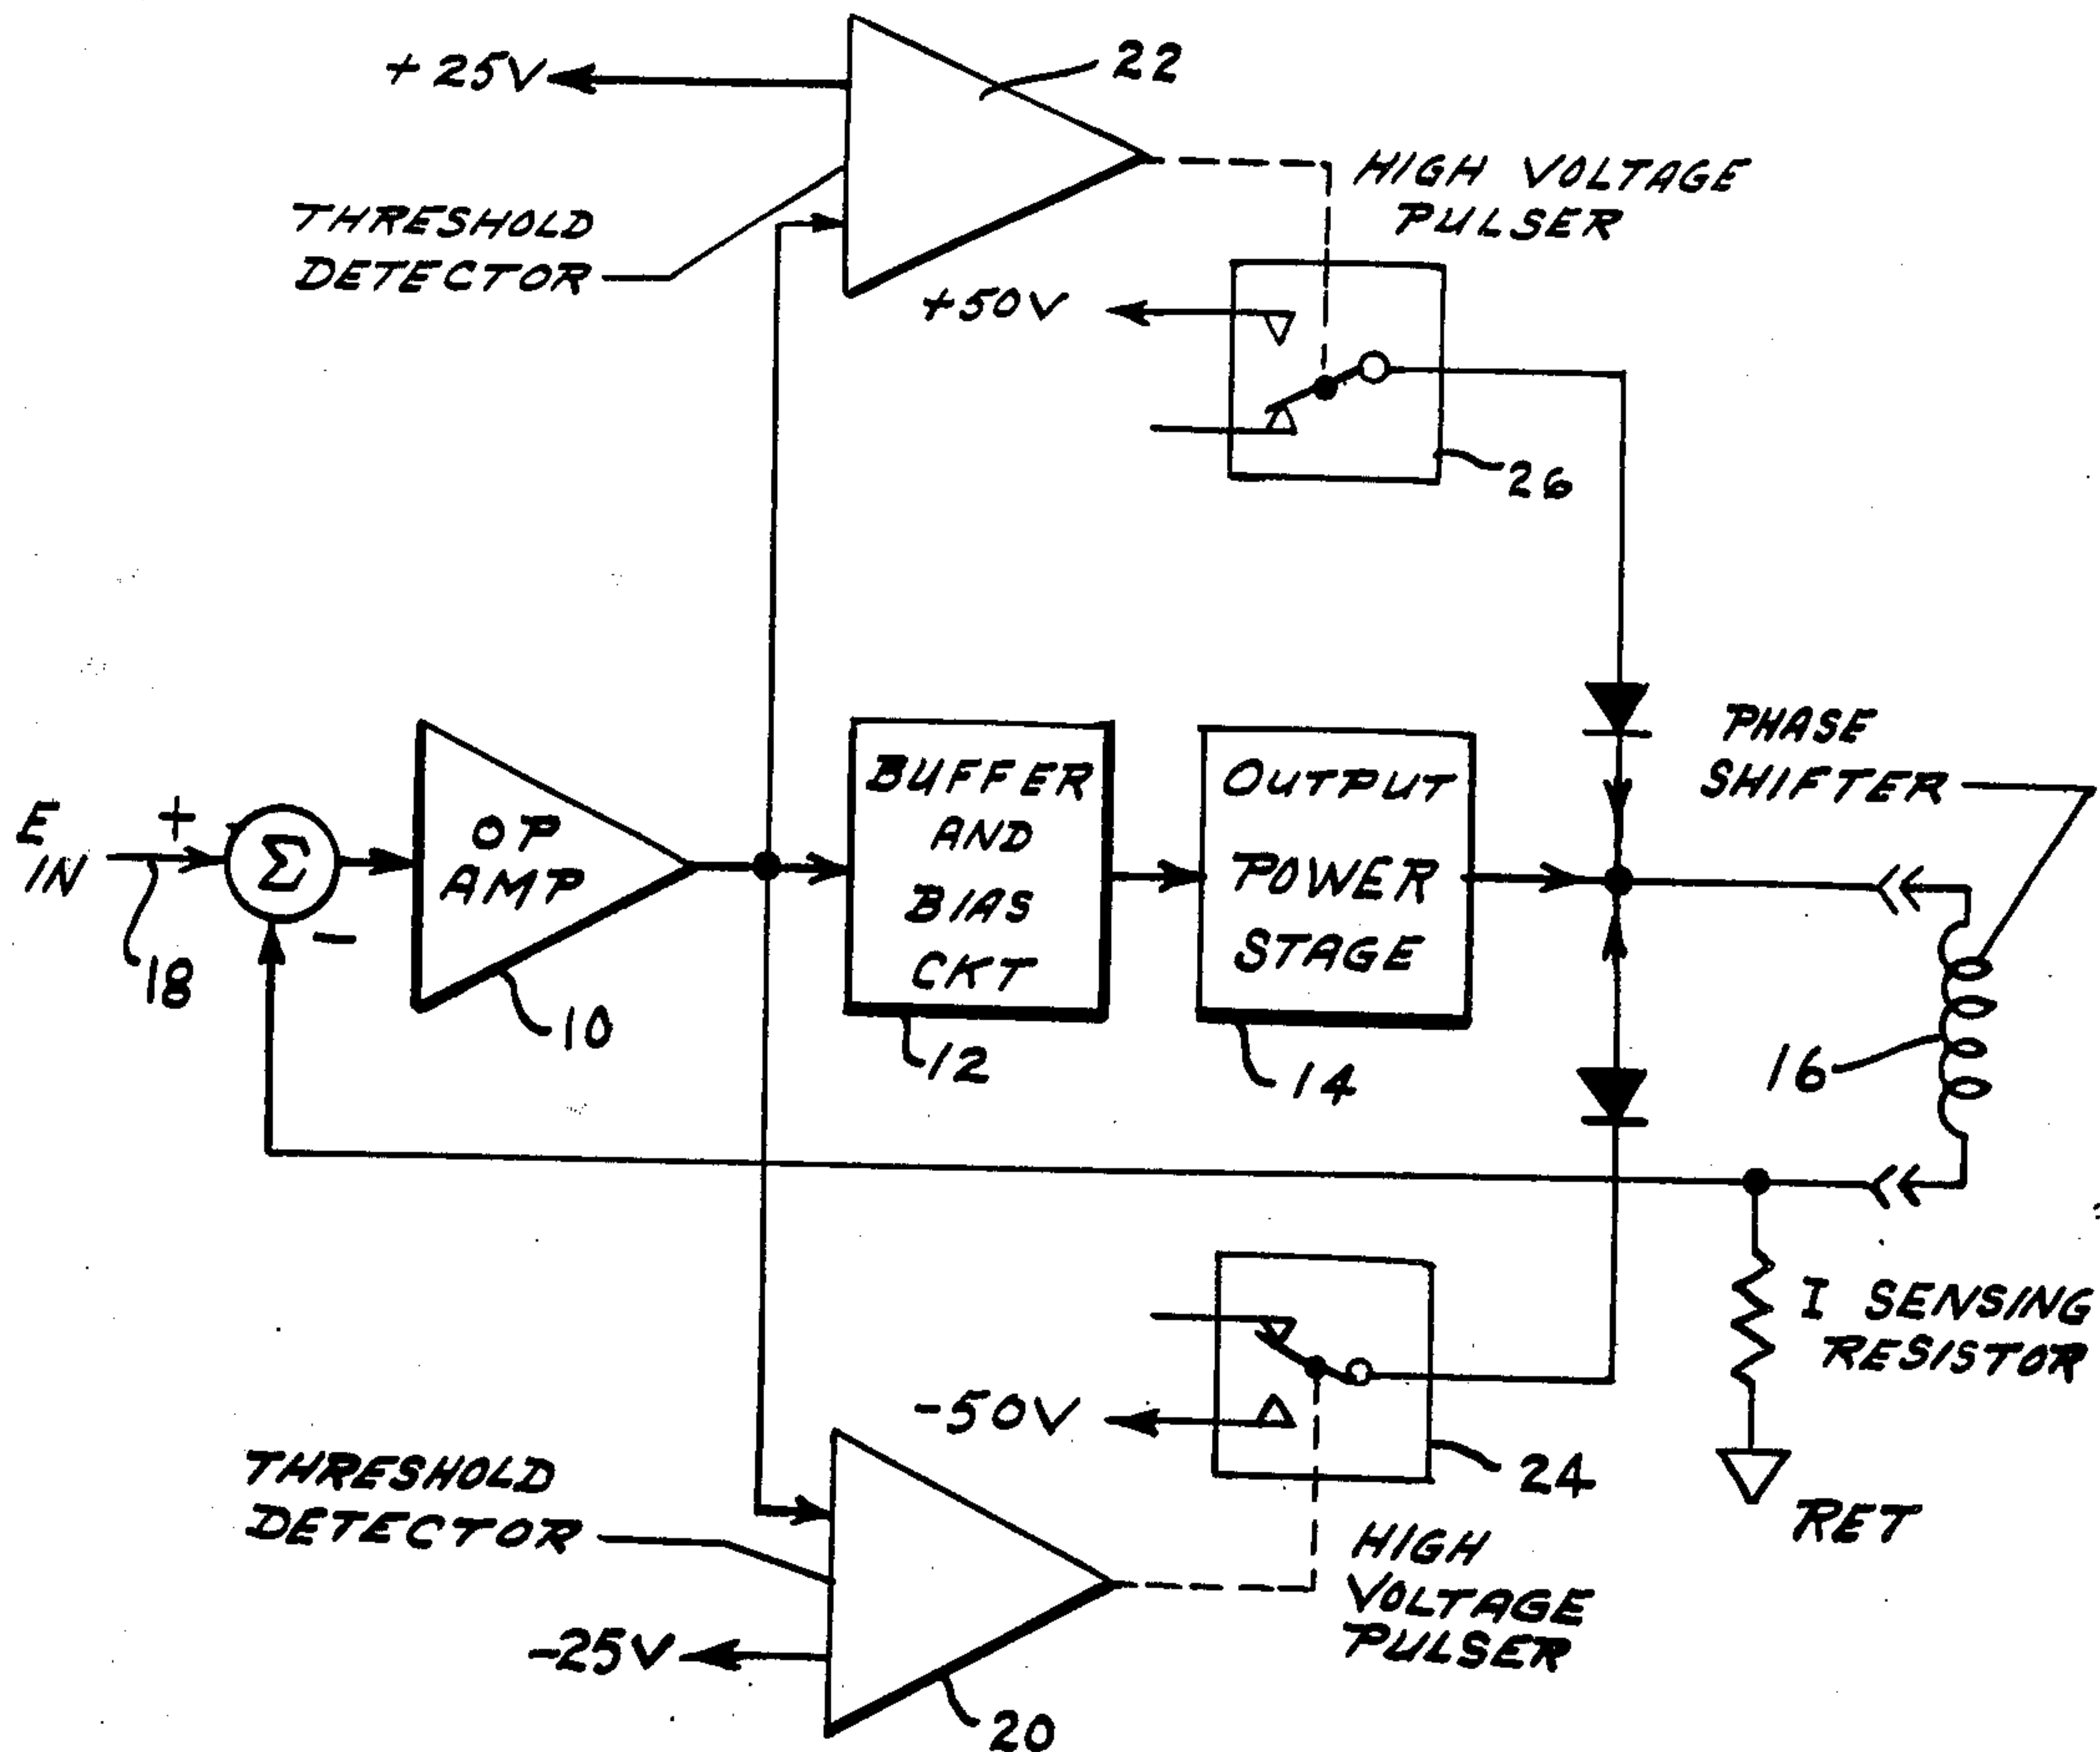 +25V
22
THRESHOLD
DETECTOR
HIGH VOLTAGE
PULSER
+50V
26
E
IN
+
Σ
-
18
OP
AMP
10
BUFFER
AND
BIAS
CKT
12
OUTPUT
POWER
STAGE
14
PHASE
SHIFTER
16
I SENSING
RESISTOR
RET
-50V
24
THRESHOLD
DETECTOR
HIGH
VOLTAGE
PULSER
-25V
20